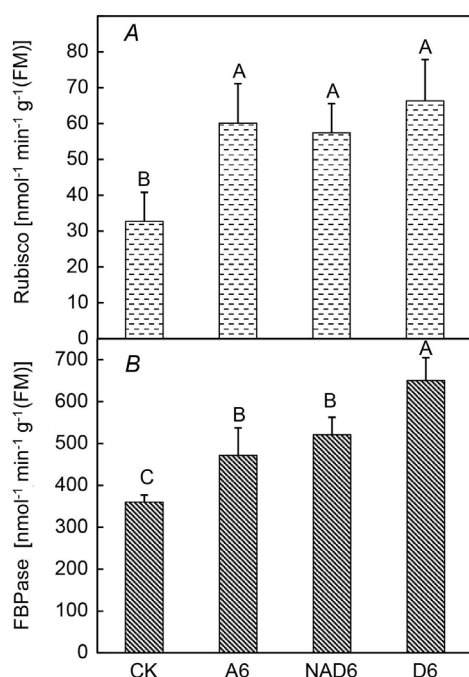 A
Rubisco [nmol⁻¹ min⁻¹ g⁻¹(FM)]
80
70
60
50
40
30
20
10
0
B
A
A
A
B
FBPase [nmol⁻¹ min⁻¹ g⁻¹(FM)]
700
600
500
400
300
200
100
0
C
B
B
A
CK A6 NAD6 D6